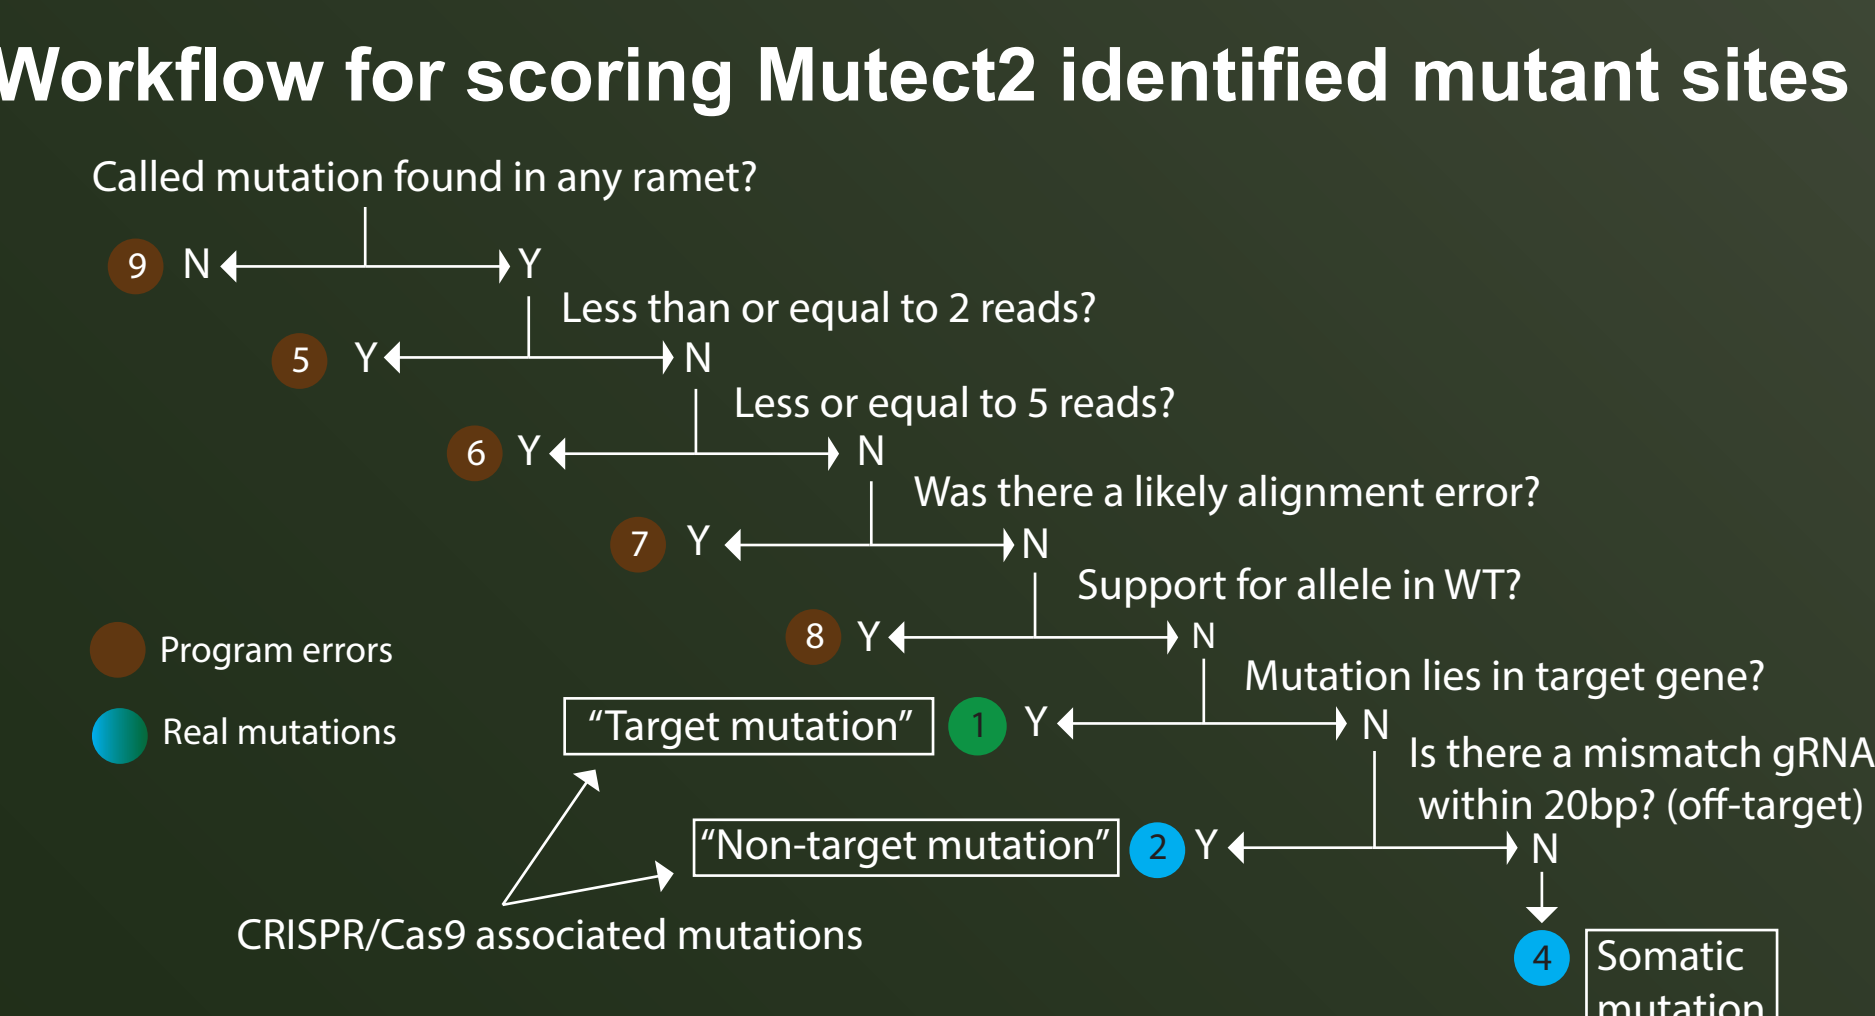 Workflow for scoring Mutect2 identified mutant sites
Called mutation found in any ramet?
9 N Y
Less than or equal to 2 reads?
5 Y N
Less or equal to 5 reads?
6 Y N
Was there a likely alignment error?
7 Y N
Support for allele in WT?
8 Y N
Program errors
Mutation lies in target gene?
Real mutations
“Target mutation” 1 Y N
Is there a mismatch gRNA
within 20bp? (off-target)
“Non-target mutation” 2 Y N
CRISPR/Cas9 associated mutations
4 Somatic
mutation